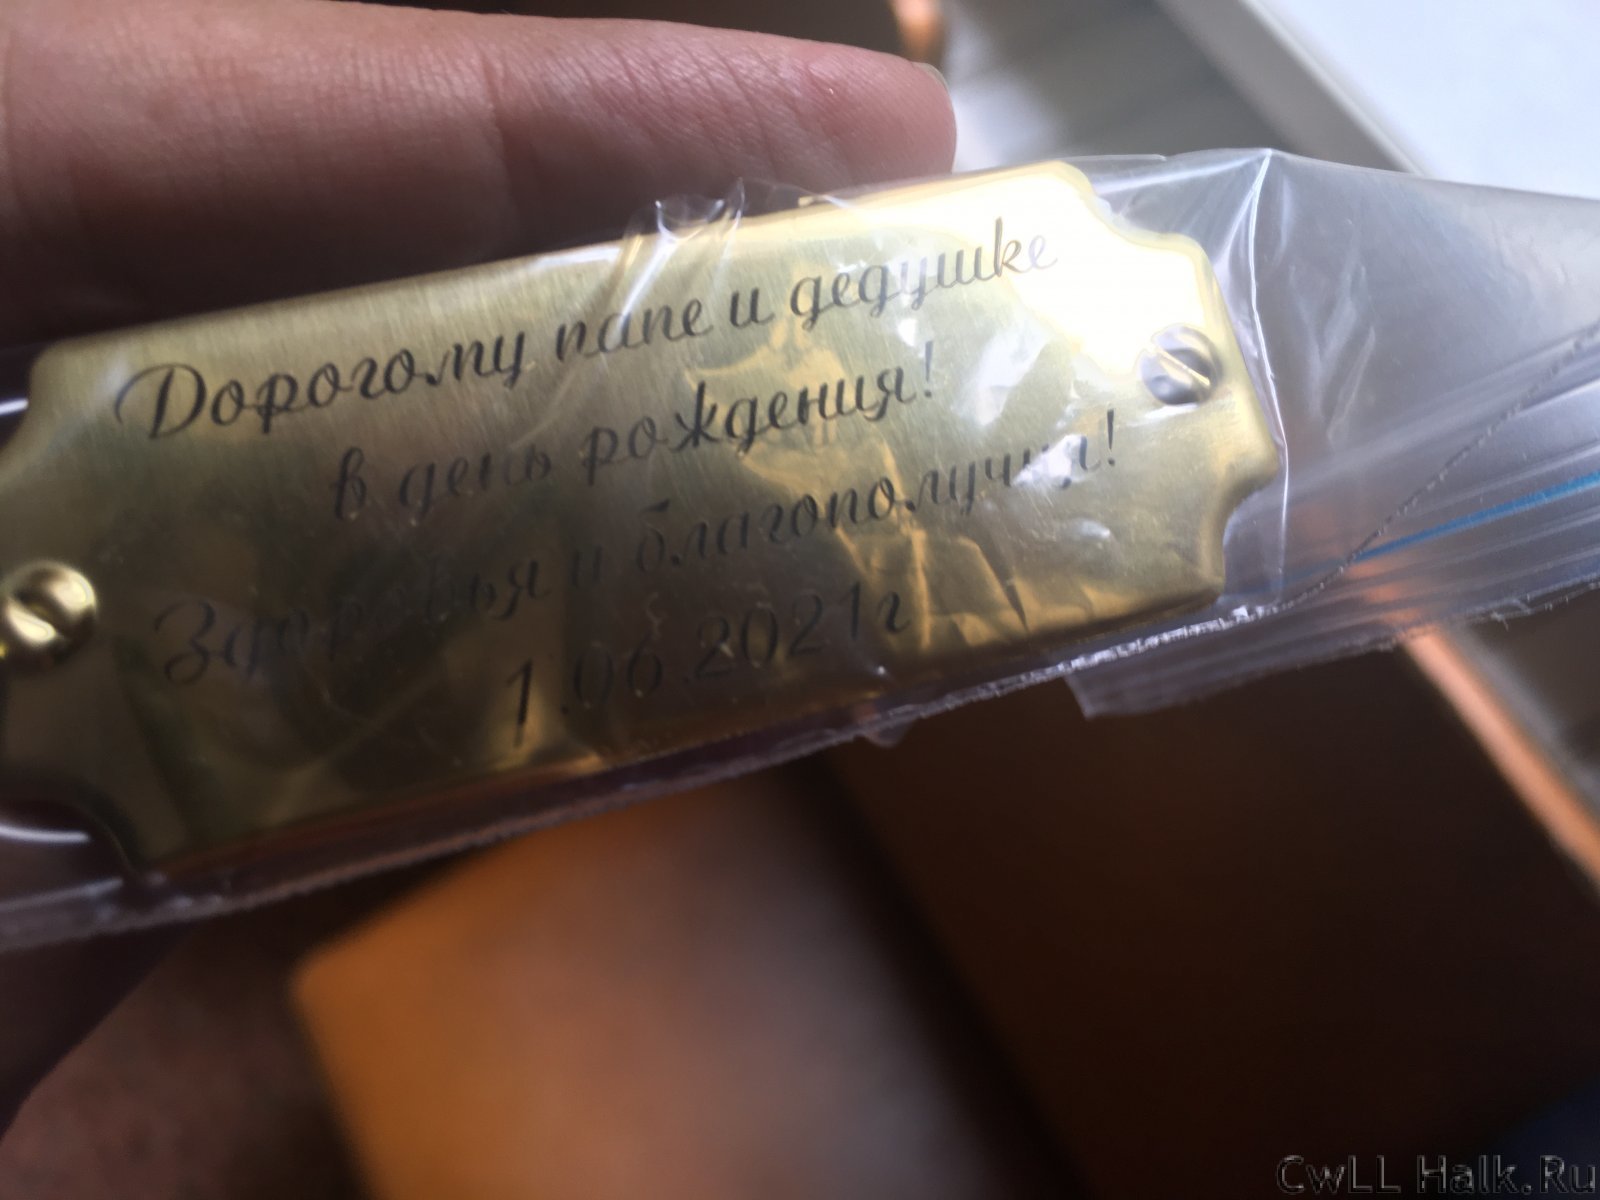 Дорогому папе и дедушке
в день рождения!
Здоровья и благополучия!
1.06.2021г
CwLL Halk.Ru